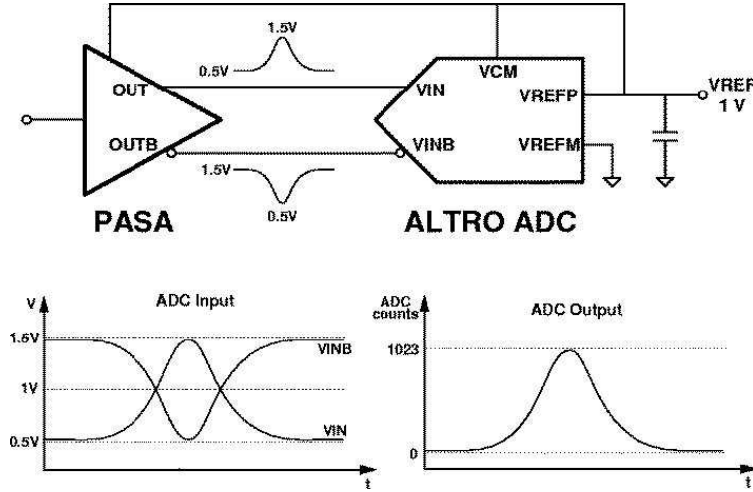 1.5V
0.5V
OUT
OUTB
1.5V
0.5V
VCM
VIN
VREFP
VINB
VREFM
VREF
1 V
PASA
ALTRO ADC
V
ADC Input
1.5V
1V
0.5V
VINB
VIN
t
ADC
counts
ADC Output
1023
0
t